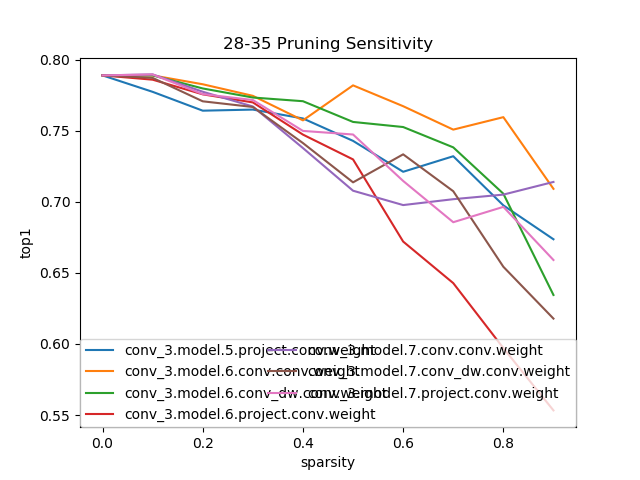 28-35 Pruning Sensitivity
0.80
0.75
0.70
0.65
0.60
0.55
top1
conv_3.model.5.project.conv.weight
conv_3.model.6.conv.conv.weight
conv_3.model.6.conv_dw.conv.weight
conv_3.model.6.project.conv.weight
conv_3.model.7.conv.conv.weight
conv_3.model.7.conv_dw.conv.weight
conv_3.model.7.project.conv.weight
0.0 0.2 0.4 0.6 0.8
sparsity